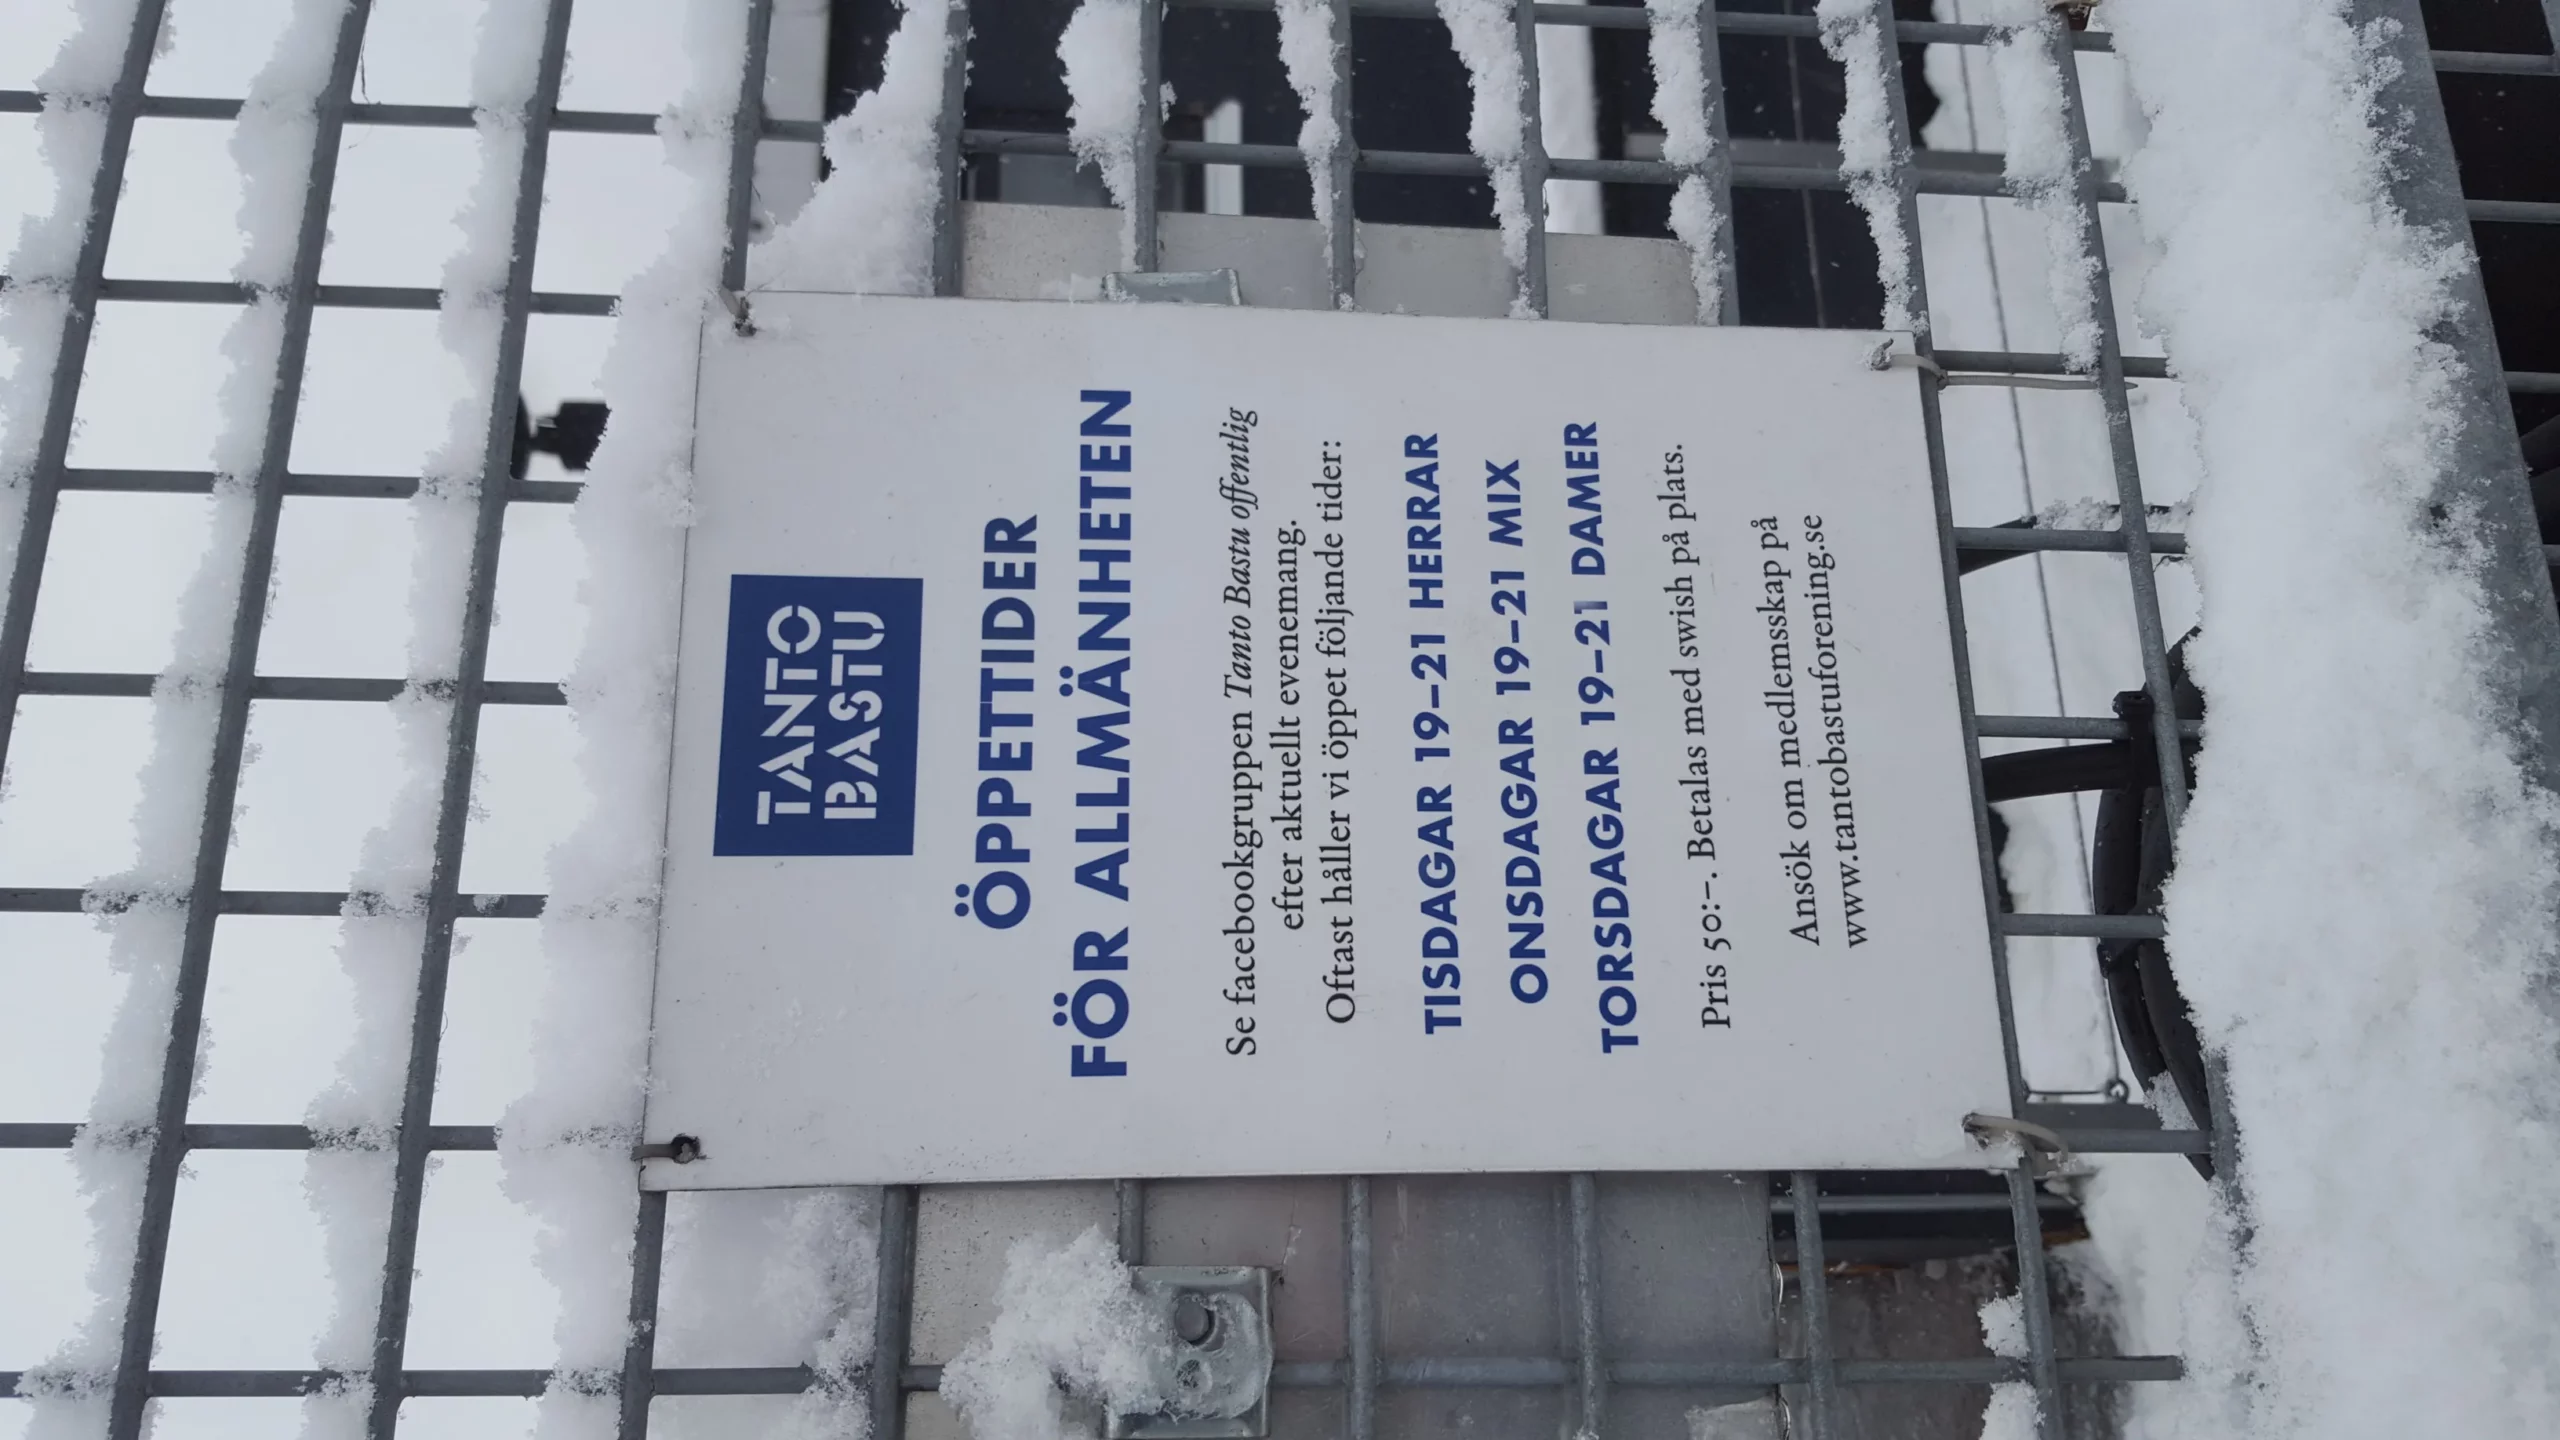 TANTO
BASTU
ÖPPETTIDER
FÖR ALLMÄNHETEN
Se facebookgruppen Tanto Bastu offentlig
efter aktuellt evenemang.
Oftast håller vi öppet följande tider:
TISDAGAR 19–21 HERRAR
ONSDAGAR 19–21 MIX
TORSDAGAR 19–21 DAMER
Pris 50:–. Betalas med swish på plats.
Ansök om medlemsskap på
www.tantobastuforening.se